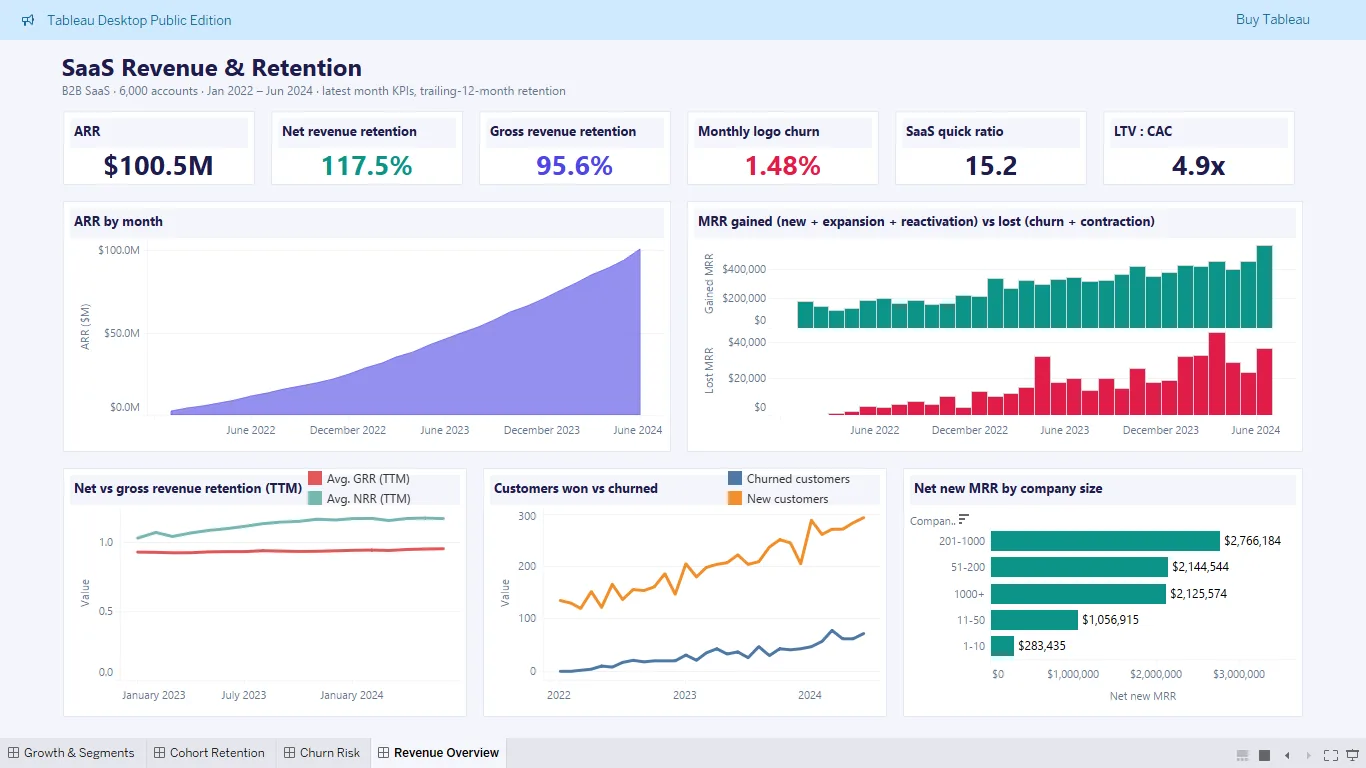 Tableau Desktop Public Edition
Buy Tableau
SaaS Revenue & Retention
B2B SaaS · 6,000 accounts · Jan 2022 – Jun 2024 · latest month KPIs, trailing-12-month retention
ARR
$100.5M
Net revenue retention
117.5%
Gross revenue retention
95.6%
Monthly logo churn
1.48%
SaaS quick ratio
15.2
LTV : CAC
4.9x
ARR by month
ARR ($M)
$100.0M
$50.0M
$0.0M
June 2022
December 2022
June 2023
December 2023
June 2024
MRR gained (new + expansion + reactivation) vs lost (churn + contraction)
Gained MRR
$400,000
$200,000
$0
Lost MRR
$40,000
$20,000
$0
June 2022
December 2022
June 2023
December 2023
June 2024
Net vs gross revenue retention (TTM)
Avg. GRR (TTM)
Avg. NRR (TTM)
Value
1.0
0.5
0.0
January 2023
July 2023
January 2024
Customers won vs churned
Churned customers
New customers
Value
300
200
100
0
2022
2023
2024
Net new MRR by company size
Compan..
201-1000
$2,766,184
51-200
$2,144,544
1000+
$2,125,574
11-50
$1,056,915
1-10
$283,435
$0
$1,000,000
$2,000,000
$3,000,000
Net new MRR
Growth & Segments
Cohort Retention
Churn Risk
Revenue Overview